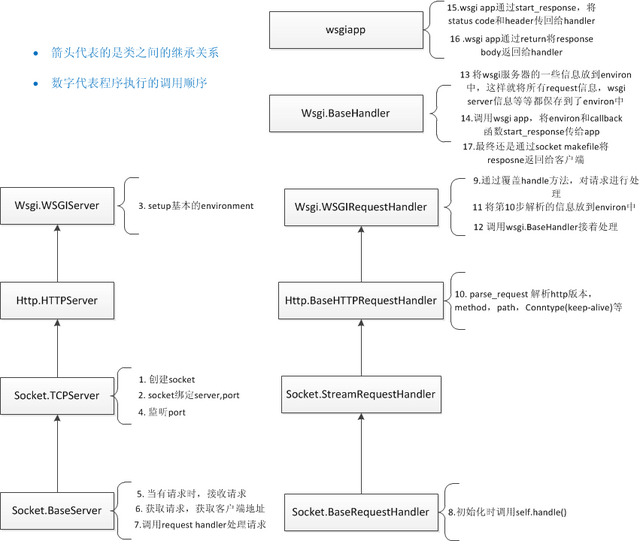 箭头代表的是类之间的继承关系
数字代表程序执行的调用顺序
wsgiapp
15.wsgi app通过start_response，将
status code和header传回给handler
16 .wsgi app通过return将response
body返回给handler
Wsgi.BaseHandler
13 将wsgi服务器的一些信息放到environ
中，这样就将所有request信息，wsgi
server信息等等都保存到了environ中
14.调用wsgi app，将environ和callback
函数start_response传给app
17.最终还是通过socket makefile将
resposne返回给客户端
Wsgi.WSGIServer
3. setup基本的environment
Wsgi.WSGIRequestHandler
9.通过覆盖handle方法，对请求进行处
理
11 将第10步解析的信息放到environ中
12 调用wsgi.BaseHandler接着处理
Http.HTTPServer
Http.BaseHTTPRequestHandler
10. parse_request 解析http版本，
method，path，Conntype(keep-alive)等
Socket.TCPServer
1. 创建socket
2. socket绑定server,port
4. 监听port
Socket.StreamRequestHandler
Socket.BaseServer
5. 当有请求时，接收请求
6. 获取请求，获取客户端地址
7.调用request handler处理请求
Socket.BaseRequestHandler
8.初始化时调用self.handle()